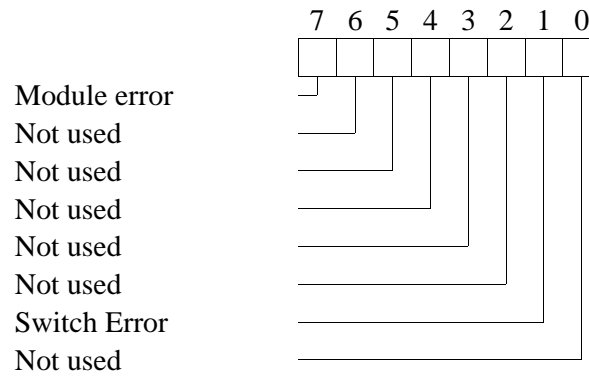 7 6 5 4 3 2 1 0
Module error
Not used
Not used
Not used
Not used
Not used
Switch Error
Not used